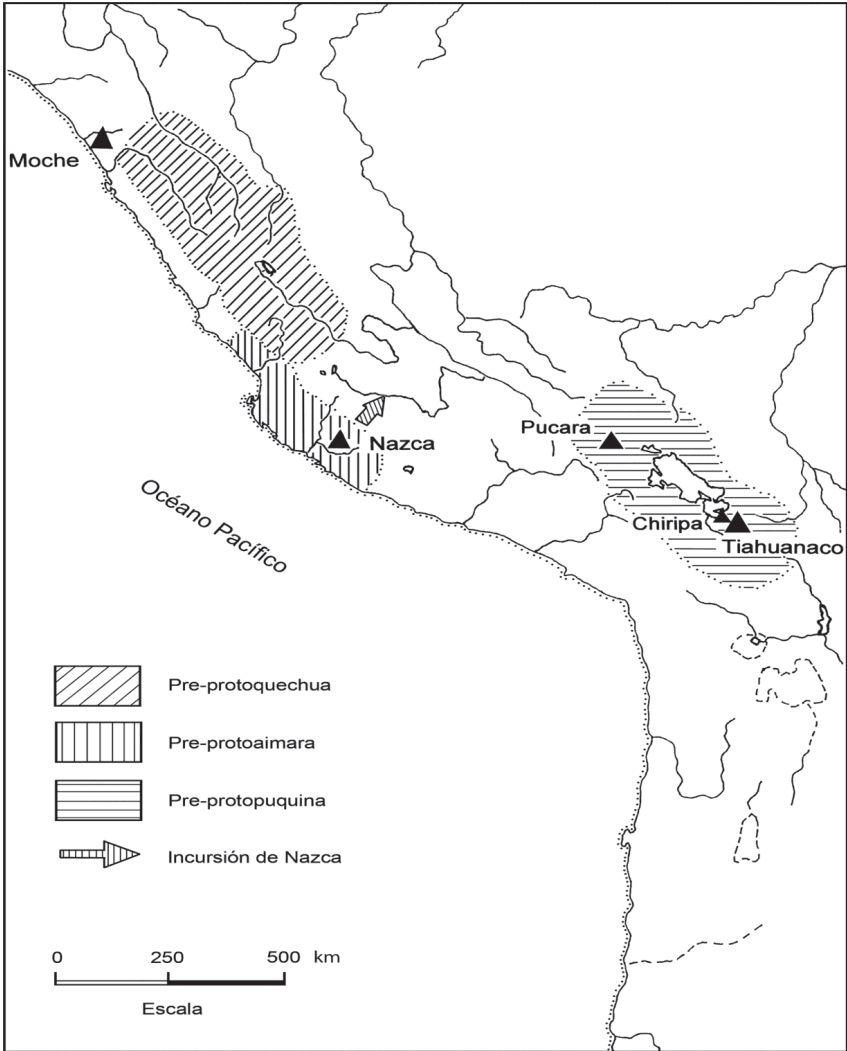 Moche
Pucara
Nazca
Chiripa
Tiahuanaco
Océano Pacífico
Pre-protoquechua
Pre-protoaimara
Pre-protopuquina
Incursión de Nazca
0 250 500 km
Escala